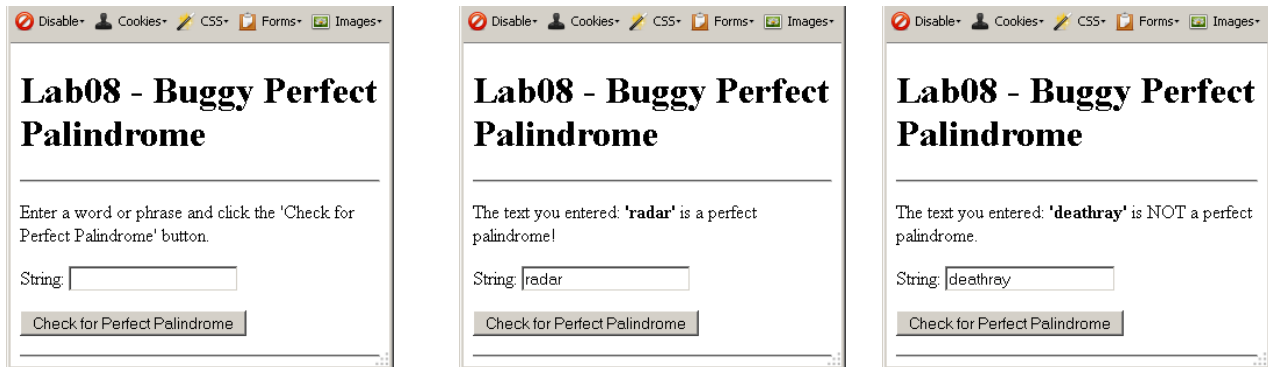 Disable Cookies CSS Forms Images
Lab08 - Buggy Perfect
Palindrome
Enter a word or phrase and click the 'Check for
Perfect Palindrome' button.
String:
Check for Perfect Palindrome
Disable Cookies CSS Forms Images
Lab08 - Buggy Perfect
Palindrome
The text you entered: 'radar' is a perfect
palindrome!
String: radar
Check for Perfect Palindrome
Disable Cookies CSS Forms Images
Lab08 - Buggy Perfect
Palindrome
The text you entered: 'deathray' is NOT a perfect
palindrome.
String: deathray
Check for Perfect Palindrome